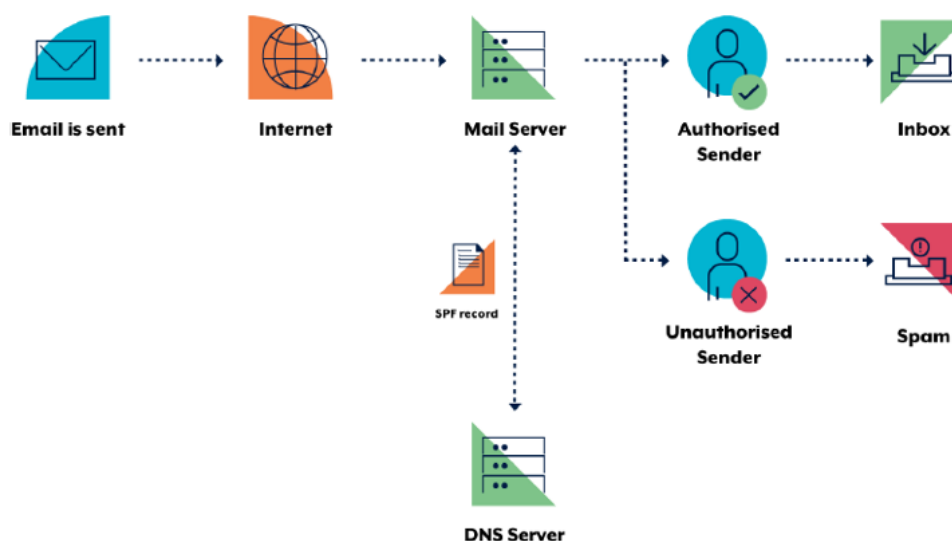 Email is sent
Internet
Mail Server
Authorised
Sender
Inbox
SPF record
Unauthorised
Sender
Spam
DNS Server